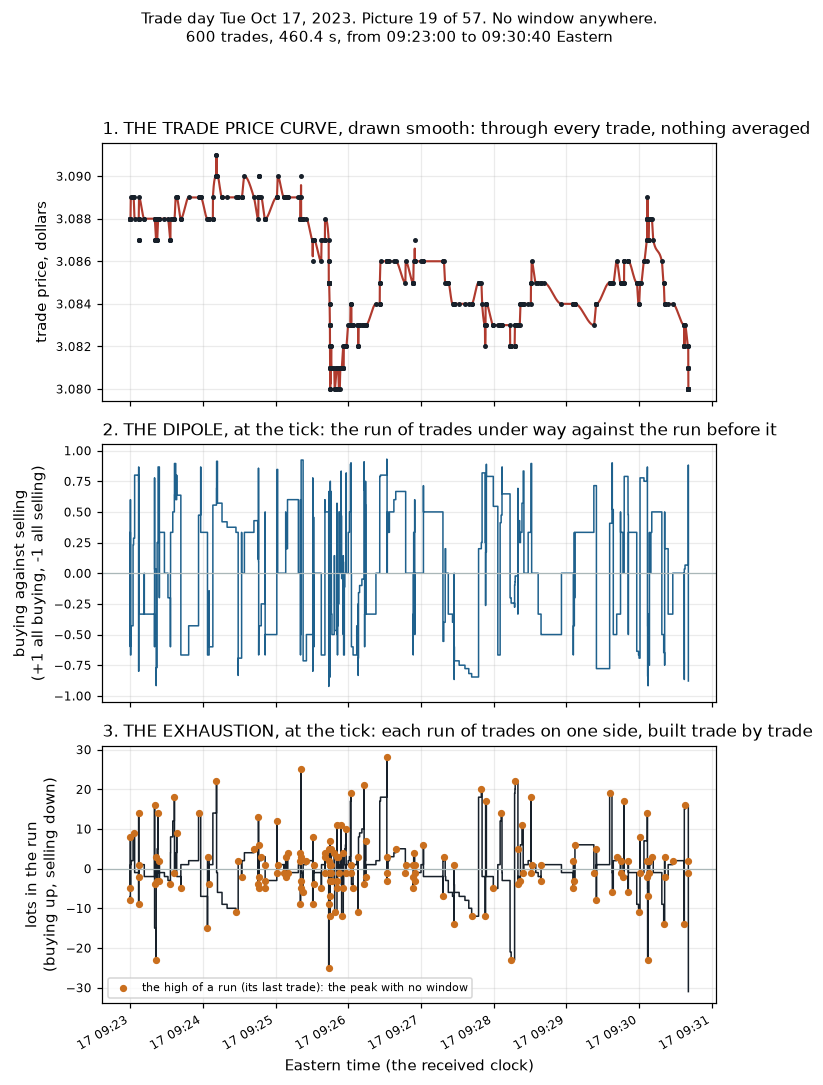 Trade day Tue Oct 17, 2023. Picture 19 of 57. No window anywhere.
600 trades, 460.4 s, from 09:23:00 to 09:30:40 Eastern
1. THE TRADE PRICE CURVE, drawn smooth: through every trade, nothing averaged
trade price, dollars
3.090
3.088
3.086
3.084
3.082
3.080
2. THE DIPOLE, at the tick: the run of trades under way against the run before it
buying against selling
(+1 all buying, -1 all selling)
1.00
0.75
0.50
0.25
0.00
−0.25
−0.50
−0.75
−1.00
3. THE EXHAUSTION, at the tick: each run of trades on one side, built trade by trade
lots in the run
(buying up, selling down)
30
20
10
0
−10
−20
−30
the high of a run (its last trade): the peak with no window
17 09:23
17 09:24
17 09:25
17 09:26
17 09:27
17 09:28
17 09:29
17 09:30
17 09:31
Eastern time (the received clock)